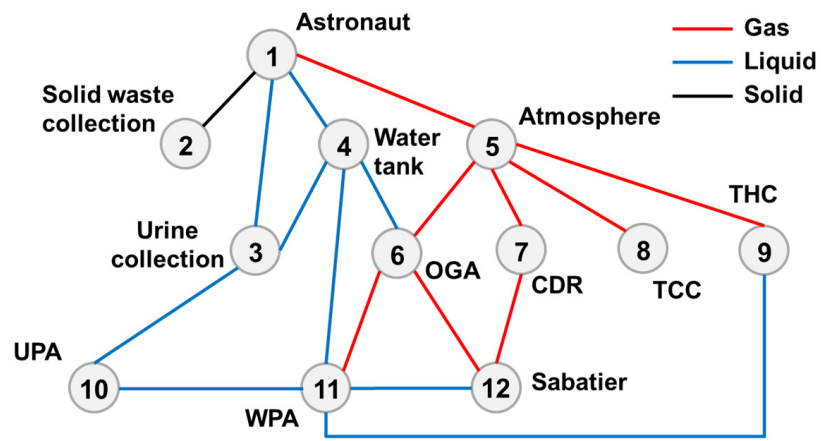 Astronaut
Gas
Liquid
Solid
1
Solid waste
collection
2
Atmosphere
4
Water
tank
5
THC
Urine
collection
3
6
OGA
7
CDR
8
TCC
9
UPA
10
11
WPA
12
Sabatier